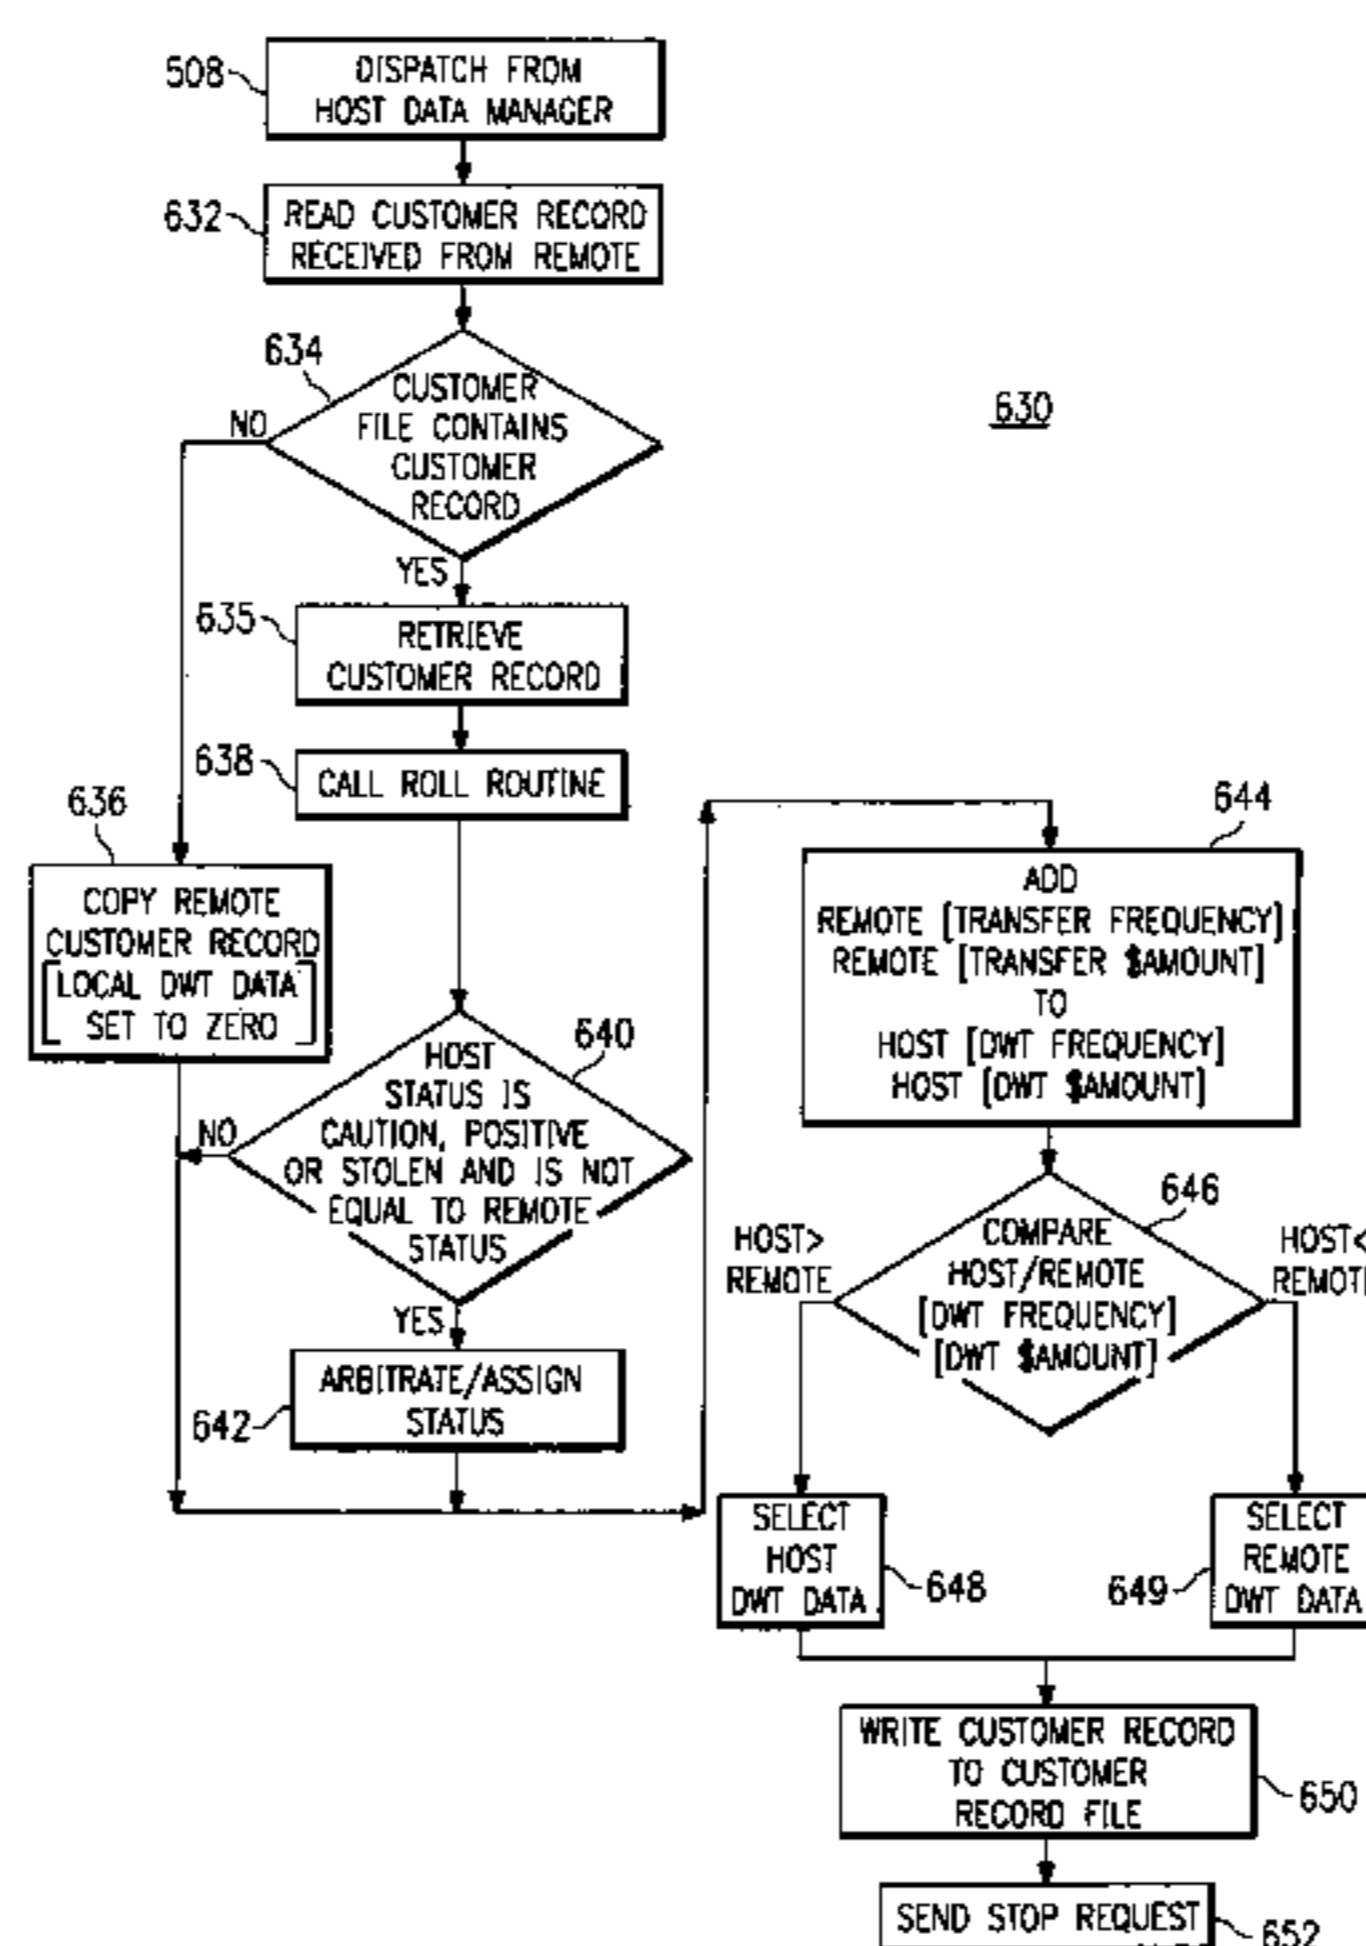 508
DISPATCH FROM
HOST DATA MANAGER
632
READ CUSTOMER RECORD
RECEIVED FROM REMOTE
634
CUSTOMER
FILE CONTAINS
CUSTOMER
RECORD
NO
YES
630
635
RETRIEVE
CUSTOMER RECORD
638
CALL ROLL ROUTINE
636
COPY REMOTE
CUSTOMER RECORD
[LOCAL DWT DATA
SET TO ZERO]
640
HOST
STATUS IS
CAUTION, POSITIVE
OR STOLEN AND IS NOT
EQUAL TO REMOTE
STATUS
NO
YES
642
ARBITRATE/ASSIGN
STATUS
644
ADD
REMOTE [TRANSFER FREQUENCY]
REMOTE [TRANSFER $AMOUNT]
TO
HOST [DWT FREQUENCY]
HOST [DWT $AMOUNT]
646
COMPARE
HOST/REMOTE
[DWT FREQUENCY]
[DWT $AMOUNT]
HOST>
REMOTE
HOST<
REMOTE
SELECT
HOST
DWT DATA
648
649
SELECT
REMOTE
DWT DATA
WRITE CUSTOMER RECORD
TO CUSTOMER
RECORD FILE
650
SEND STOP REQUEST
652